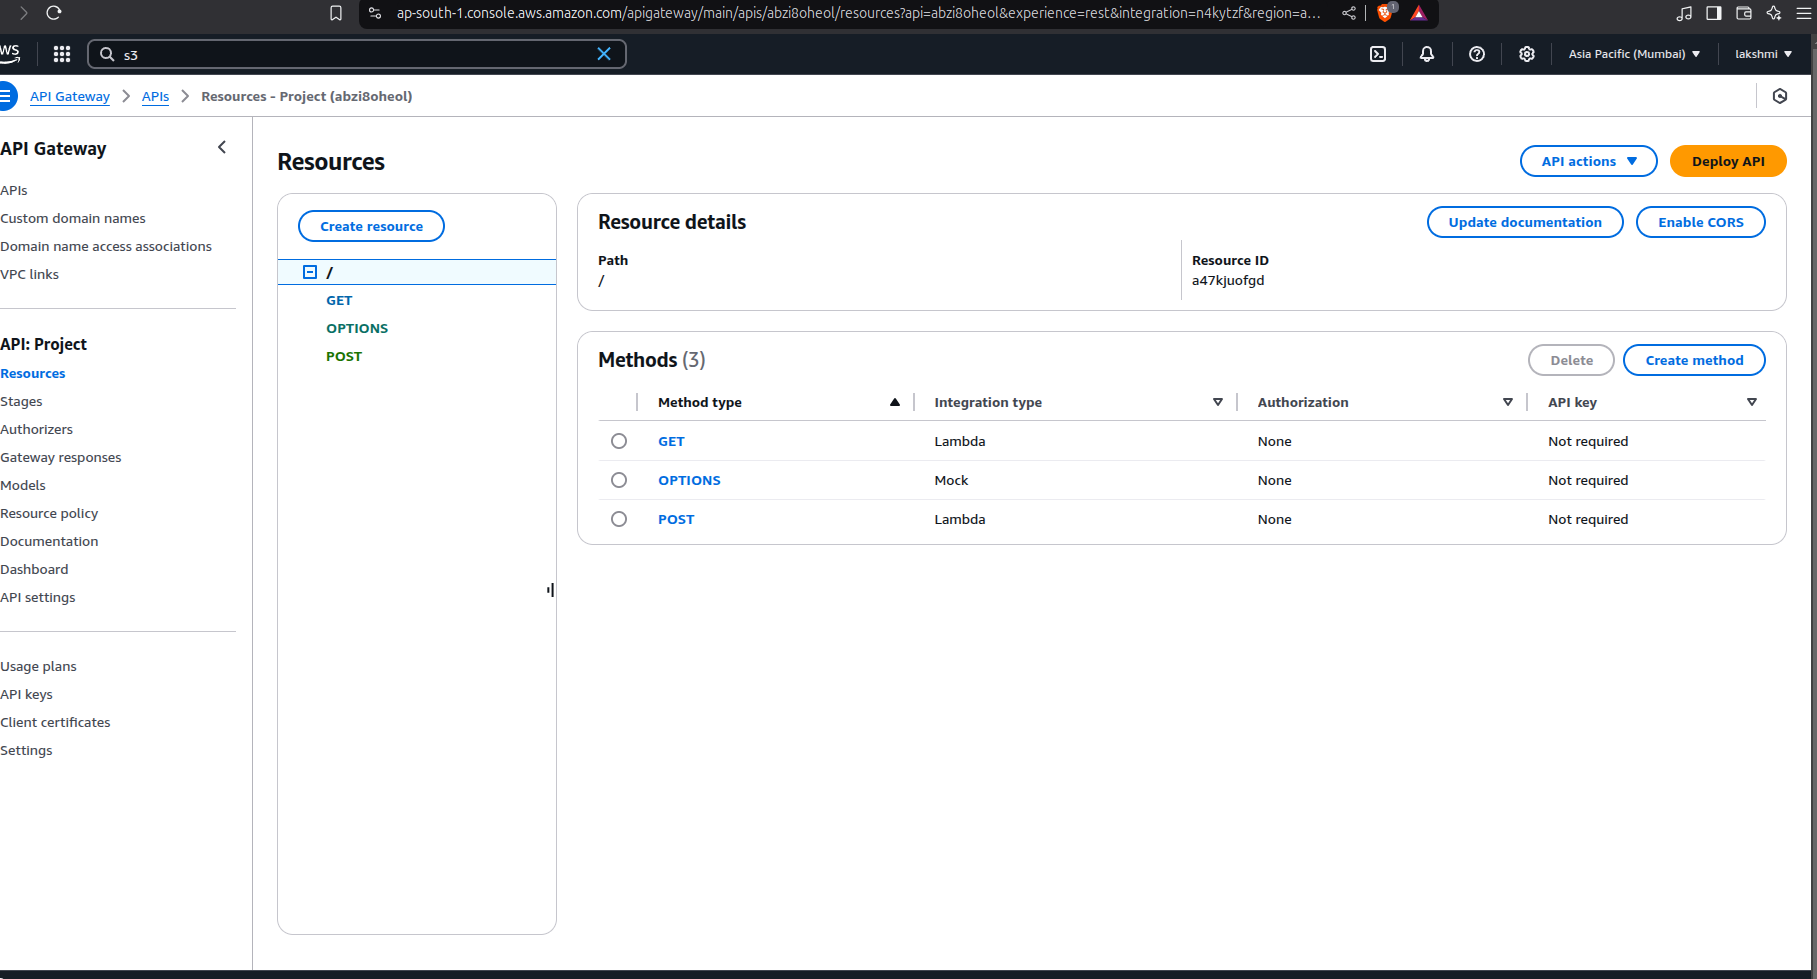 ap-south-1.console.aws.amazon.com/apigateway/main/apis/abzi8oheol/resources?api=abzi8oheol&experience=rest&integration=n4kytzf&region=a...
1
s3
Asia Pacific (Mumbai)
lakshmi
API Gateway
APIs
Resources - Project (abzi8oheol)
API Gateway
APIs
Custom domain names
Domain name access associations
VPC links
API: Project
Resources
Stages
Authorizers
Gateway responses
Models
Resource policy
Documentation
Dashboard
API settings
Usage plans
API keys
Client certificates
Settings
Resources
API actions
Deploy API
Create resource
/
GET
OPTIONS
POST
Resource details
Update documentation
Enable CORS
Path
/
Resource ID
a47kjuofgd
Methods (3)
Delete
Create method
Method type Integration type Authorization API key
GET Lambda None Not required
OPTIONS Mock None Not required
POST Lambda None Not required